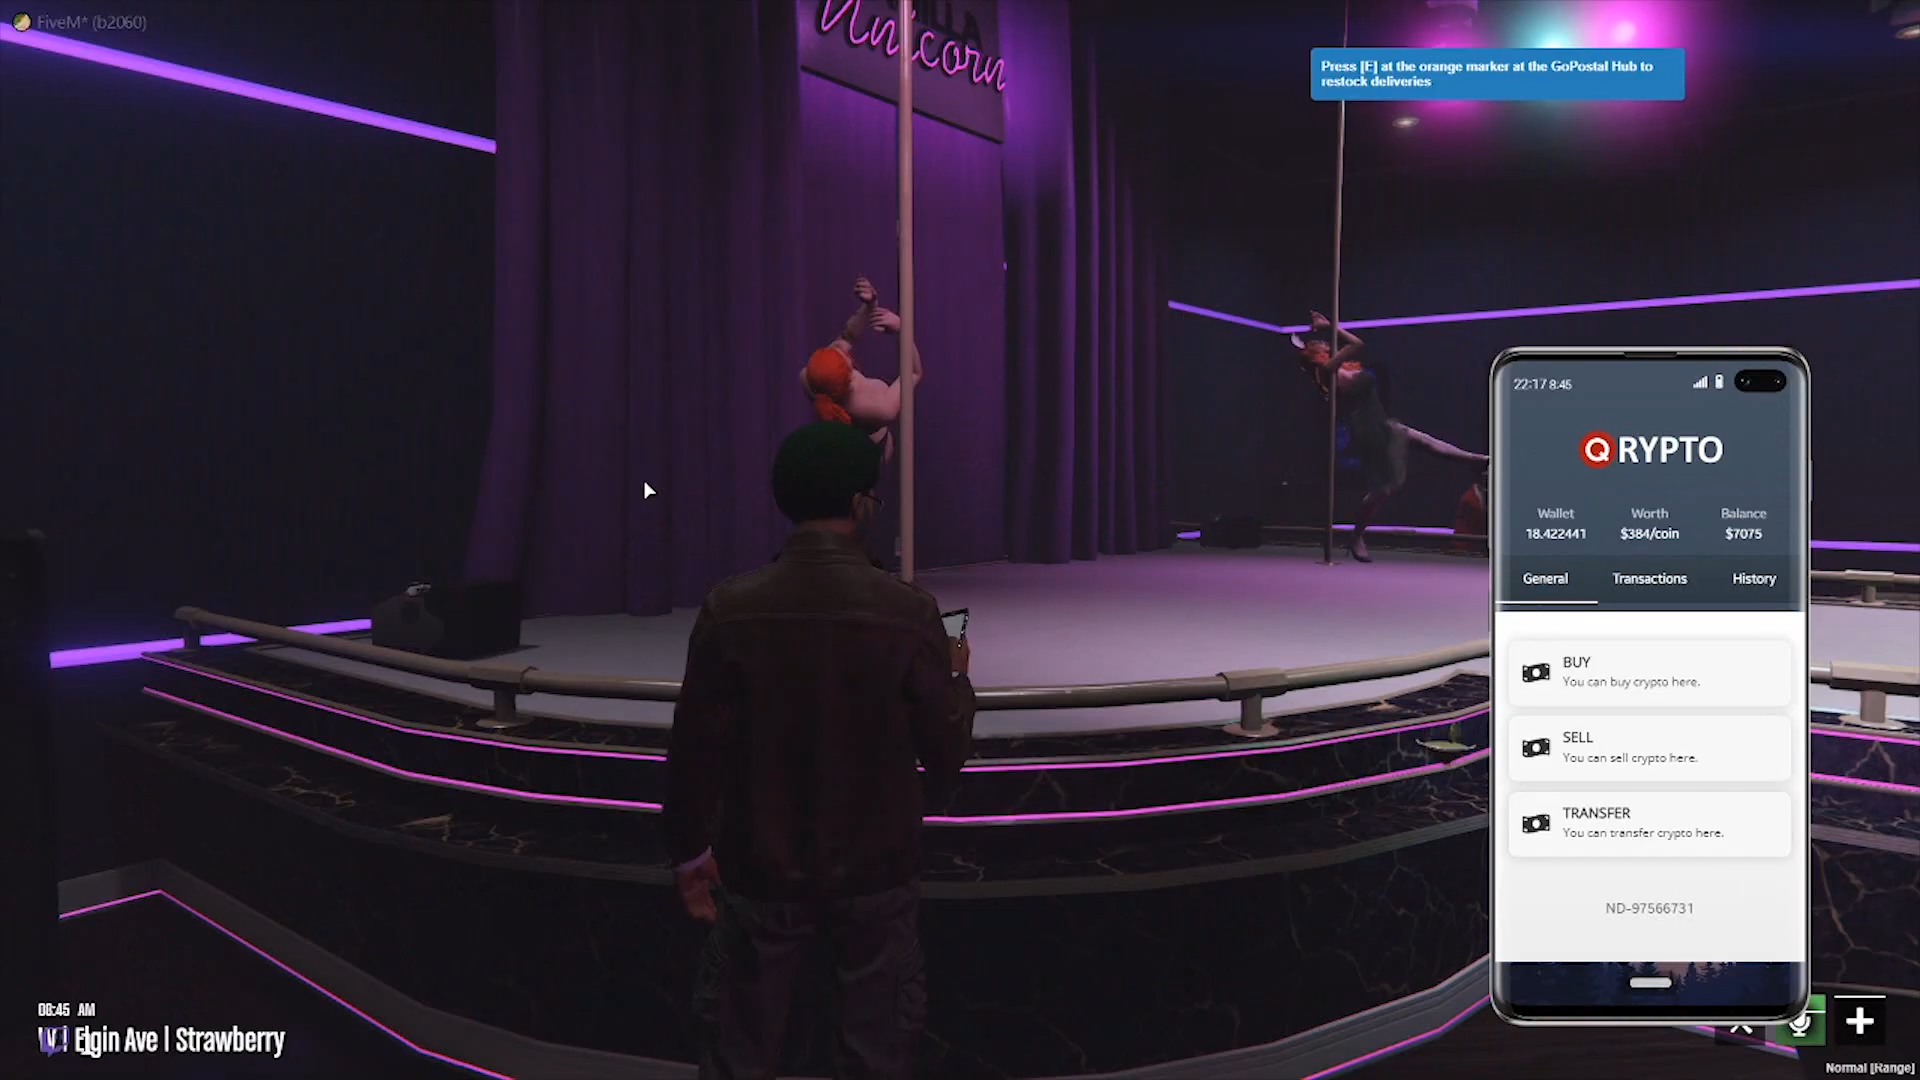 FiveM* (b2060)
Unicorn
Press [E] at the orange marker at the GoPostal Hub to
restock deliveries
22:17 8:45
QRYPTO
Wallet Worth Balance
18.422441 $384/coin $7075
General Transactions History
BUY
You can buy crypto here.
SELL
You can sell crypto here.
TRANSFER
You can transfer crypto here.
ND-97566731
08:45 AM
Elgin Ave | Strawberry
Normal [Range]